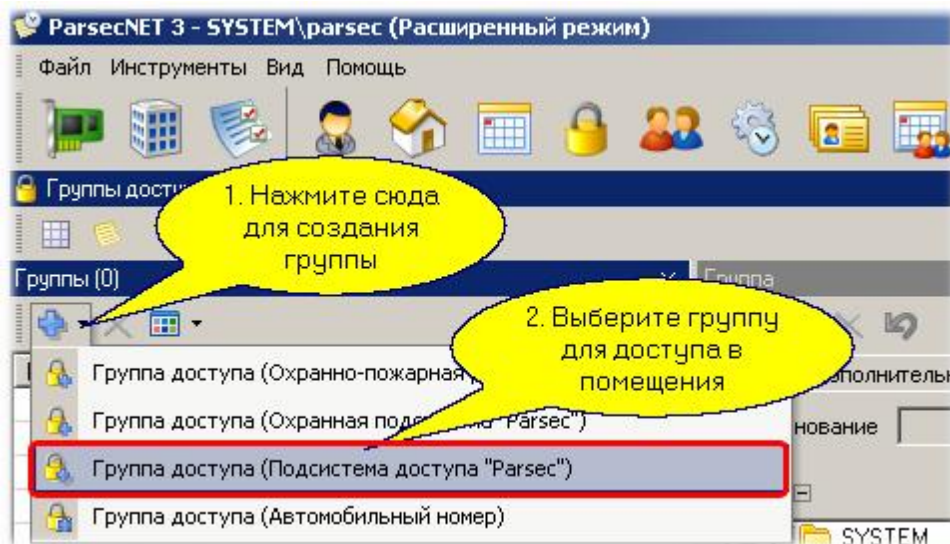 ParsecNET 3 - SYSTEM\parsec (Расширенный режим)
Файл Инструменты Вид Помощь
Группы дост
1. Нажмите сюда
для создания
группы
Группы (0)
Группа
2. Выберите группу
для доступа в
помещения
Группа доступа (Охранно-пожарная
Группа доступа (Охранная подс "Parsec")
нование
Группа доступа (Подсистема доступа "Parsec")
Группа доступа (Автомобильный номер)
SYSTEM